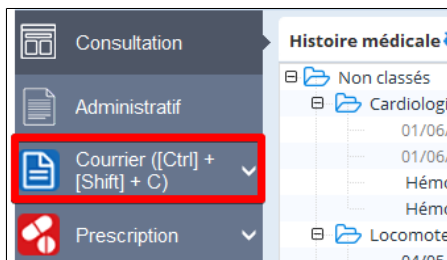 Consultation
Histoire médicale
Non classés
Administratif
Cardiologi
01/06/
Courrier ([Ctrl] +
[Shift] + C)
01/06/
Hémo
Hémo
Prescription
Locomote
04/05